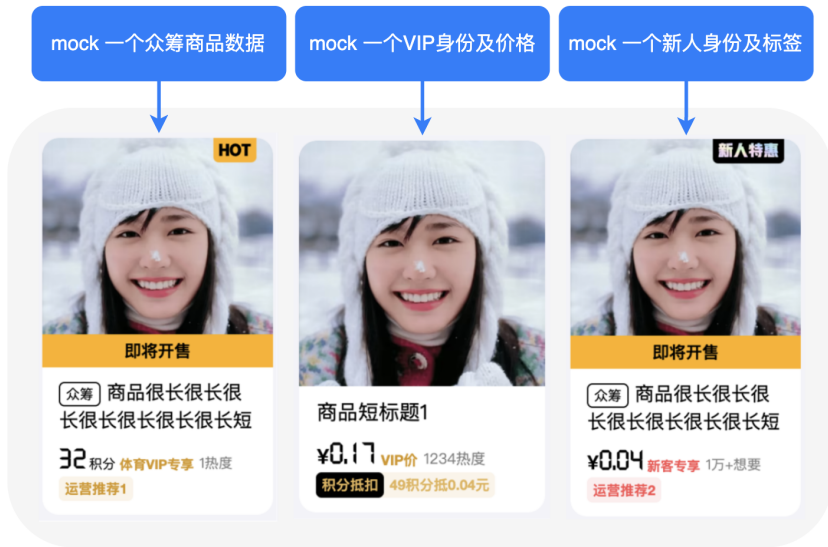 mock 一个众筹商品数据
mock 一个VIP身份及价格
mock 一个新人身份及标签
HOT
即将开售
众筹 商品很长很长很
长很长很长很长很长短
32 积分 体育VIP专享 1热度
运营推荐1
商品短标题1
¥0.17 VIP价 1234热度
积分抵扣 49积分抵0.04元
新人特惠
即将开售
众筹 商品很长很长很
长很长很长很长很长短
¥0.04 新客专享 1万+想要
运营推荐2